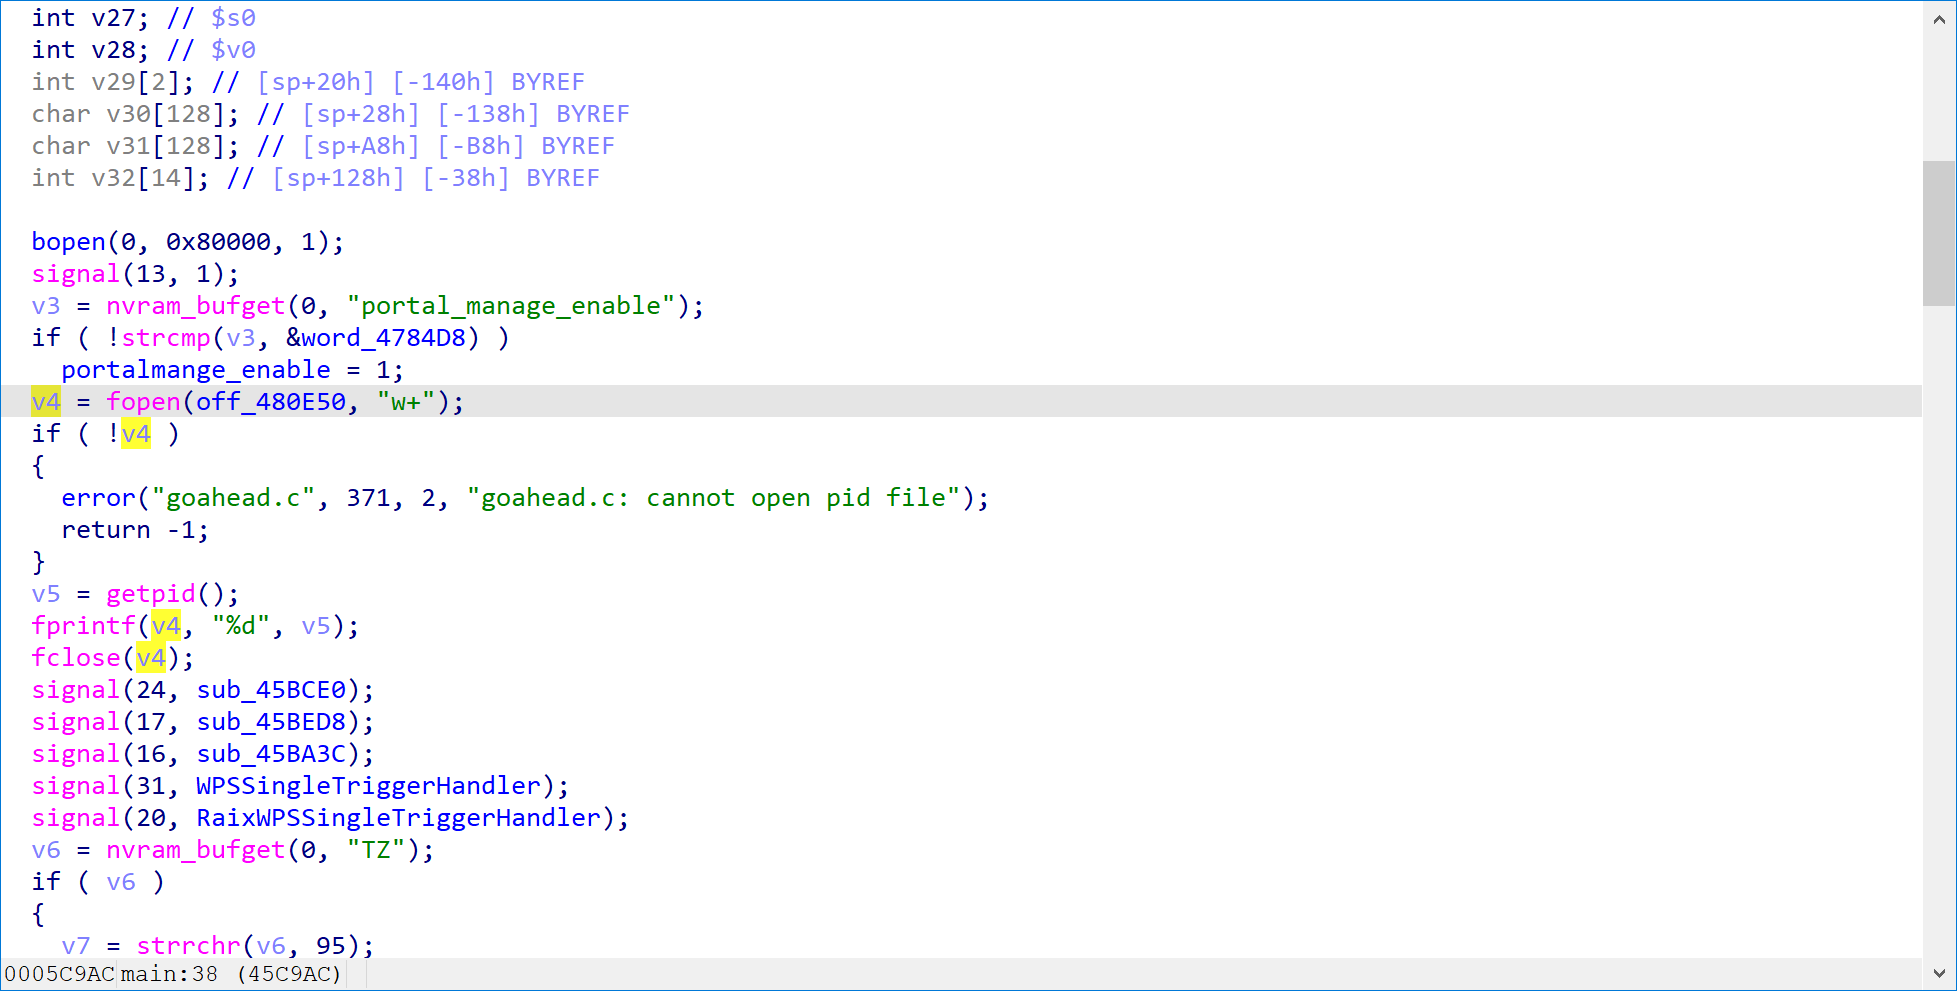 int v27; // $s0
int v28; // $v0
int v29[2]; // [sp+20h] [-140h] BYREF
char v30[128]; // [sp+28h] [-138h] BYREF
char v31[128]; // [sp+A8h] [-B8h] BYREF
int v32[14]; // [sp+128h] [-38h] BYREF
bopen(0, 0x80000, 1);
signal(13, 1);
v3 = nvram_bufget(0, "portal_manage_enable");
if ( !strcmp(v3, &word_4784D8) )
portalmange_enable = 1;
v4 = fopen(off_480E50, "w+");
if ( !v4 )
{
error("goahead.c", 371, 2, "goahead.c: cannot open pid file");
return -1;
}
v5 = getpid();
fprintf(v4, "%d", v5);
fclose(v4);
signal(24, sub_45BCE0);
signal(17, sub_45BED8);
signal(16, sub_45BA3C);
signal(31, WPSSingleTriggerHandler);
signal(20, RaixWPSSingleTriggerHandler);
v6 = nvram_bufget(0, "TZ");
if ( v6 )
{
v7 = strrchr(v6, 95);
0005C9AC main:38 (45C9AC)